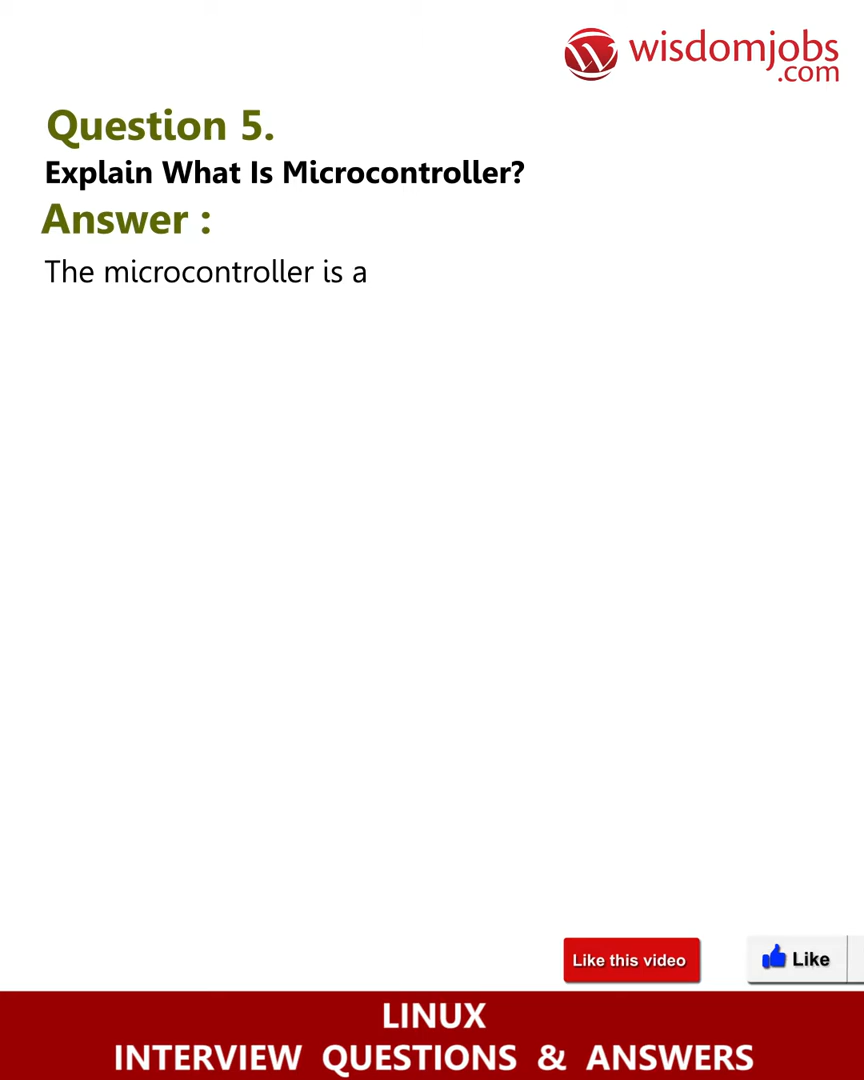 wisdomjobs
.com
Question 5.
Explain What Is Microcontroller?
Answer :
The microcontroller is a
Like this video
Like
LINUX
INTERVIEW QUESTIONS & ANSWERS